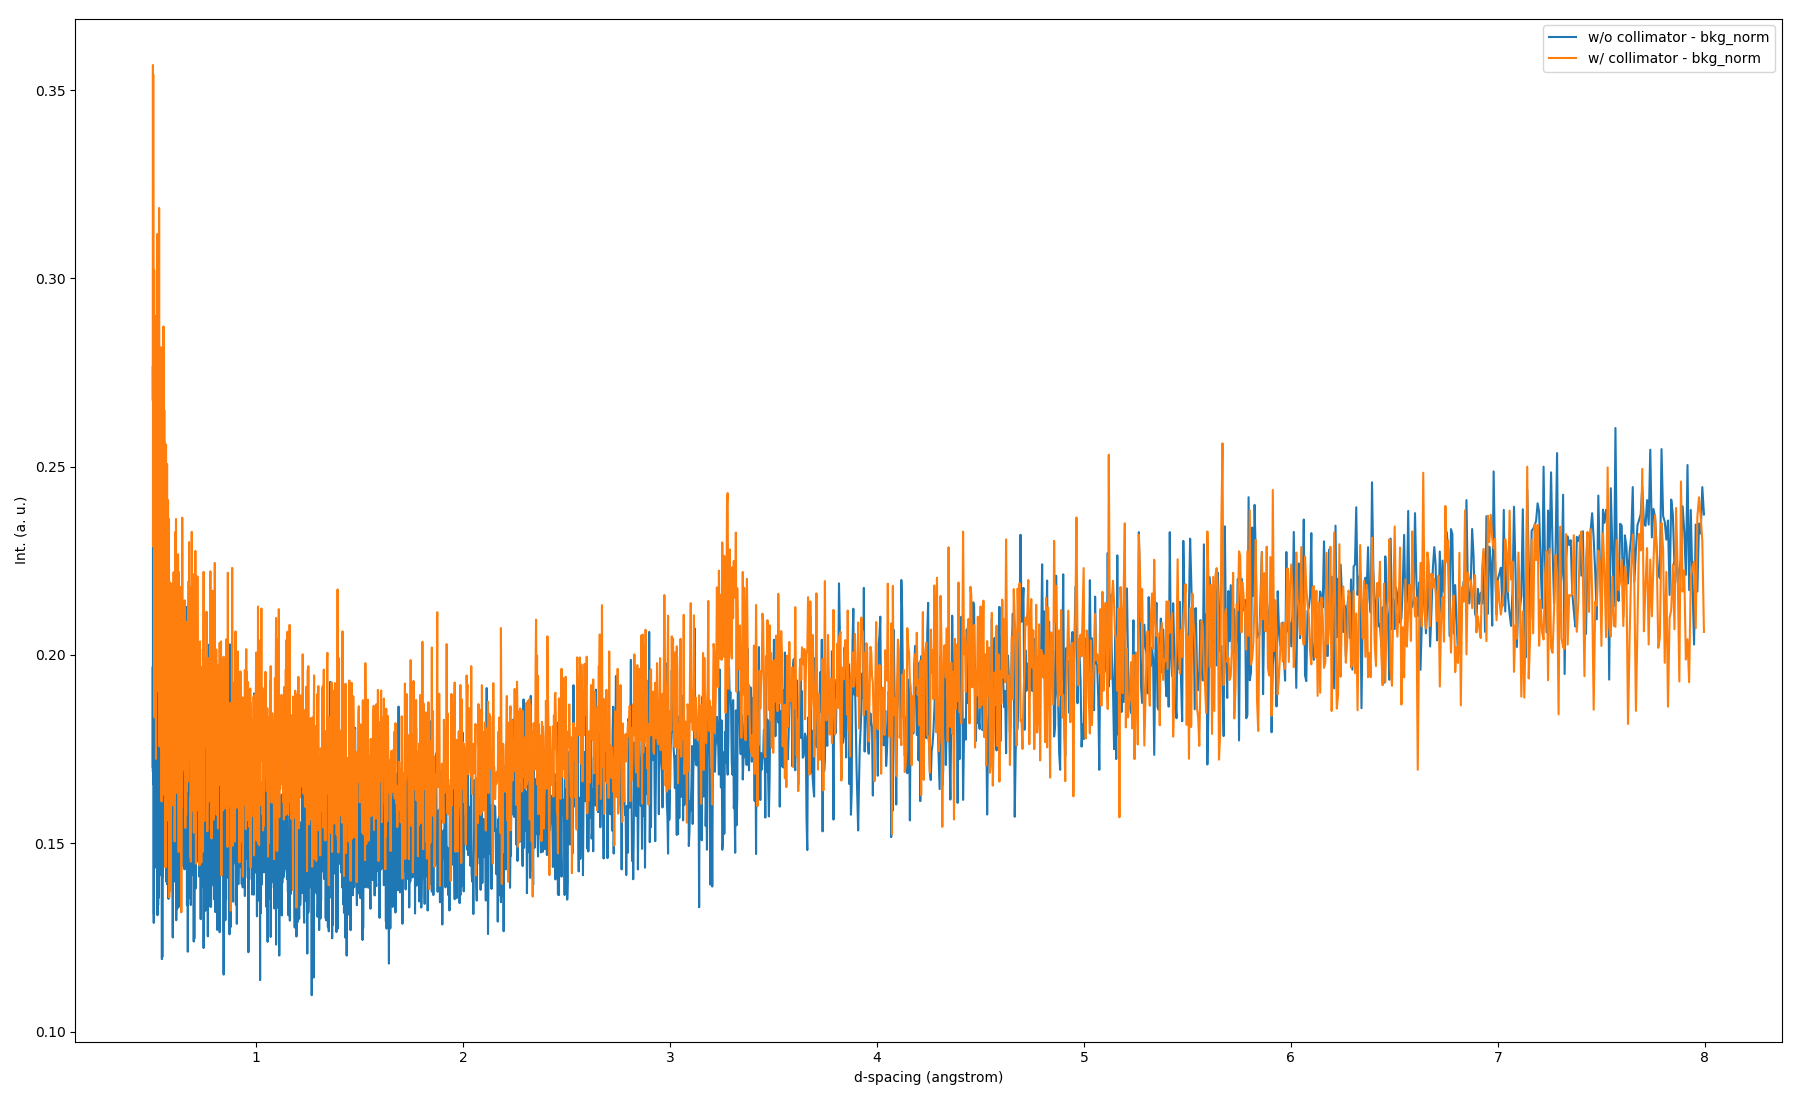 w/o collimator - bkg_norm
w/ collimator - bkg_norm
0.35
0.30
0.25
0.20
0.15
0.10
Int. (a. u.)
1 2 3 4 5 6 7 8
d-spacing (angstrom)